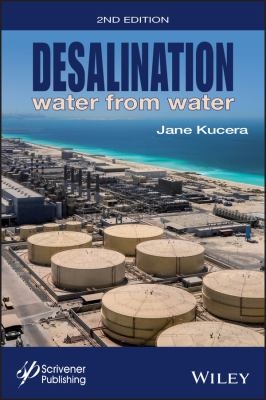 2ND EDITION
DESALINATION
water from water
Jane Kucera
Scrivener
Publishing
WILEY